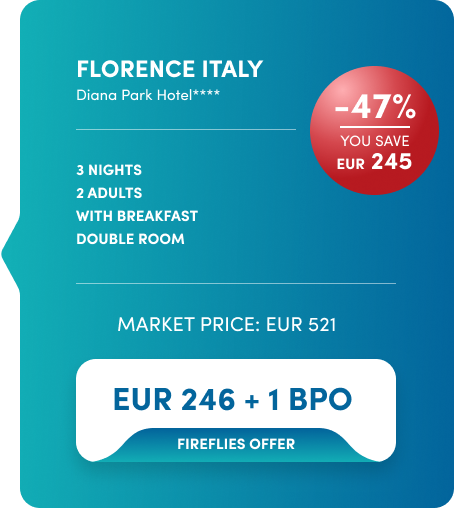 FLORENCE ITALY
Diana Park Hotel****
-47%
YOU SAVE
EUR 245
3 NIGHTS
2 ADULTS
WITH BREAKFAST
DOUBLE ROOM
MARKET PRICE: EUR 521
EUR 246 + 1 BPO
FIREFLIES OFFER